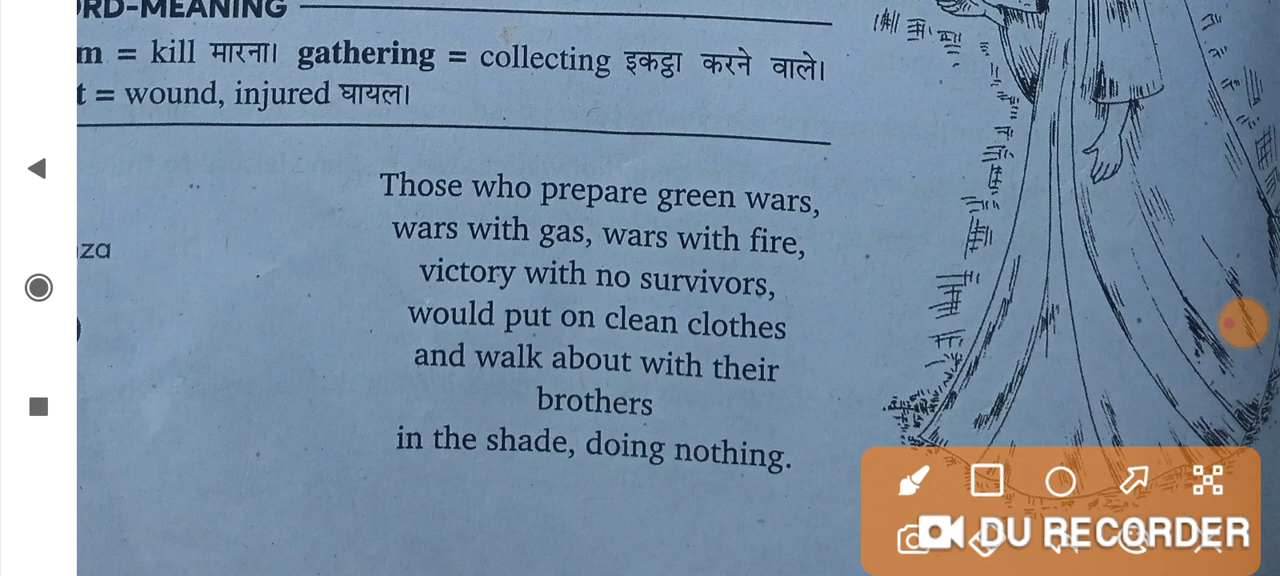 RD-MEANING
m = kill मारना। gathering = collecting इकट्ठा करने वाले।
t = wound, injured घायल।
Those who prepare green wars,
wars with gas, wars with fire,
za
victory with no survivors,
would put on clean clothes
and walk about with their
brothers
in the shade, doing nothing.
DU RECORDER